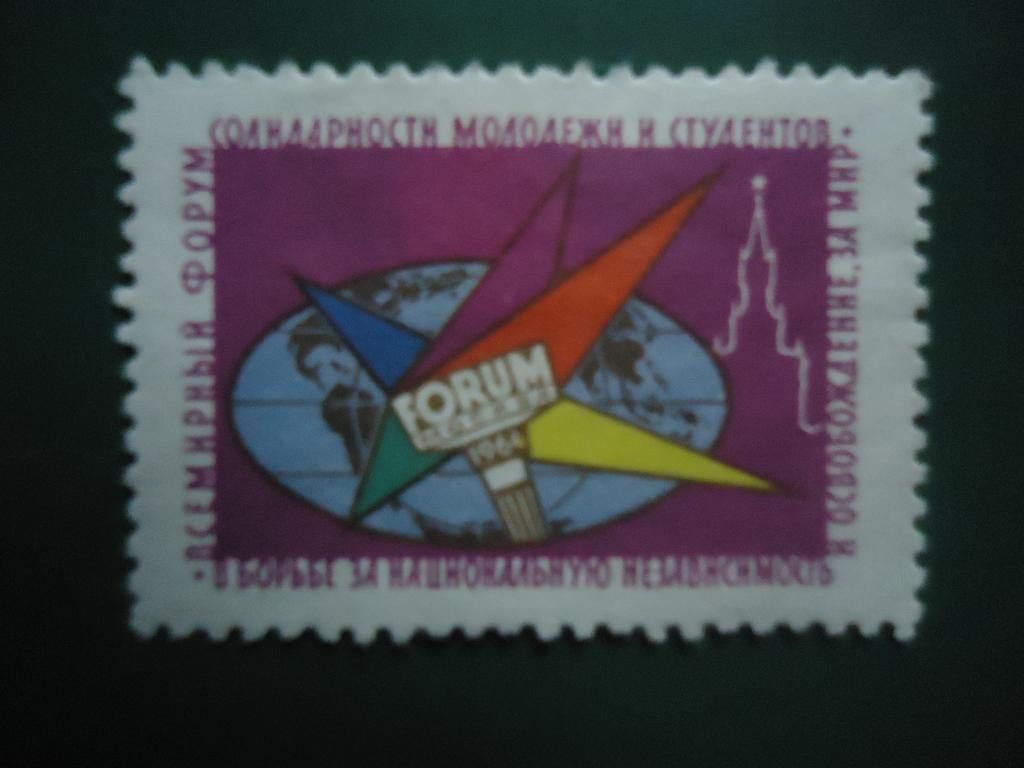 ВСЕМИРНЫЙ ФОРУМ
СОЛИДАРНОСТИ МОЛОДЕЖИ И СТУДЕНТОВ •
• В БОРЬБЕ ЗА НАЦИОНАЛЬНУЮ НЕЗАВИСИМОСТЬ
И ОСВОБОЖДЕНИЕ, ЗА МИР
FORUM
1964